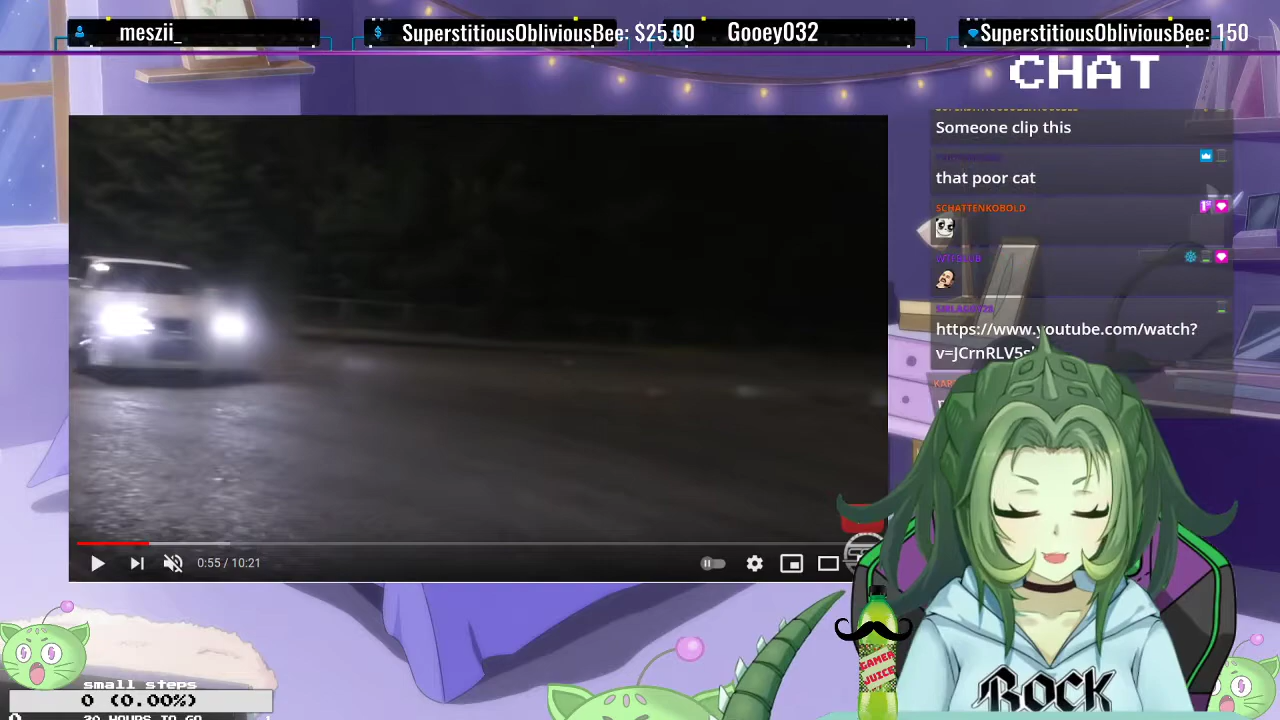 meszii_
SuperstitiousObliviousBee: $25.00
Gooey032
SuperstitiousObliviousBee: 150
CHAT
Someone clip this
that poor cat
SCHATTENKOBOLD
https://www.youtube.com/watch?
0:55 / 10:21
GAMER
JUICE
ROCK
small steps
0 (0.00%)